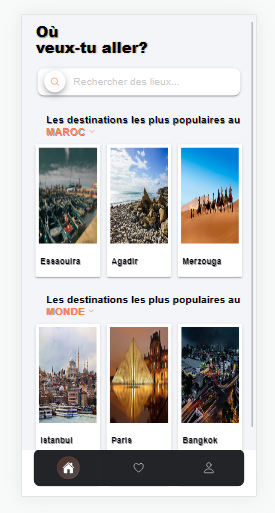 Où
veux-tu aller?
Rechercher des lieux...
Les destinations les plus populaires au
MAROC
Essaouira
Agadir
Merzouga
Les destinations les plus populaires au
MONDE
Istanbul
Paris
Bangkok